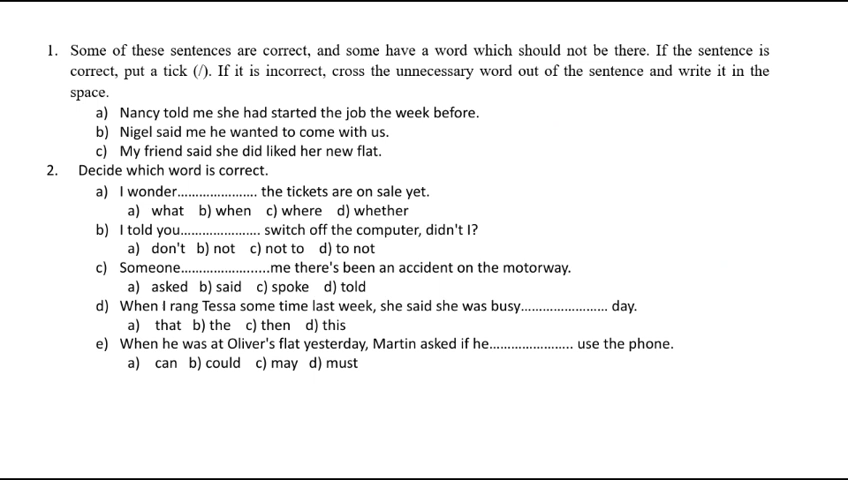 1. Some of these sentences are correct, and some have a word which should not be there. If the sentence is
correct, put a tick (/). If it is incorrect, cross the unnecessary word out of the sentence and write it in the
space.
a) Nancy told me she had started the job the week before.
b) Nigel said me he wanted to come with us.
c) My friend said she did liked her new flat.
2. Decide which word is correct.
a) I wonder...................... the tickets are on sale yet.
a) what b) when c) where d) whether
b) I told you...................... switch off the computer, didn't I?
a) don't b) not c) not to d) to not
c) Someone........................me there's been an accident on the motorway.
a) asked b) said c) spoke d) told
d) When I rang Tessa some time last week, she said she was busy........................ day.
a) that b) the c) then d) this
e) When he was at Oliver's flat yesterday, Martin asked if he....................... use the phone.
a) can b) could c) may d) must